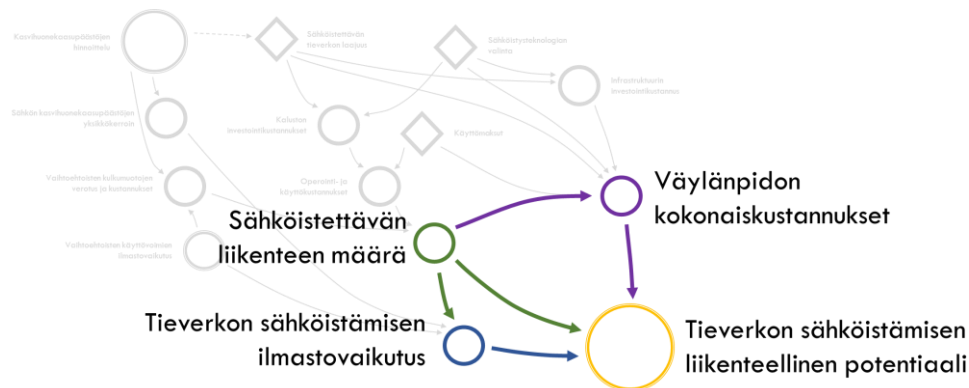 Kasvihuonekaasupäästöjen
hinnoittelu
Sähköistettävän
tieverkon laajuus
Sähköistysteknologian
valinta
Infrastruktuurin
investointikustannus
Sähkön kasvihuonekaasupäästöjen
yksikkökerroin
Kaluston
investointikustannukset
Käyttömaksut
Vaihtoehtoisten kulkumuotojen
verotus ja kustannukset
Operointi- ja
käyttökustannukset
Väylänpidon
kokonaiskustannukset
Sähköistettävän
liikenteen määrä
Vaihtoehtoisten käyttövoimien
ilmastovaikutus
Tieverkon sähköistämisen
ilmastovaikutus
Tieverkon sähköistämisen
liikenteellinen potentiaali